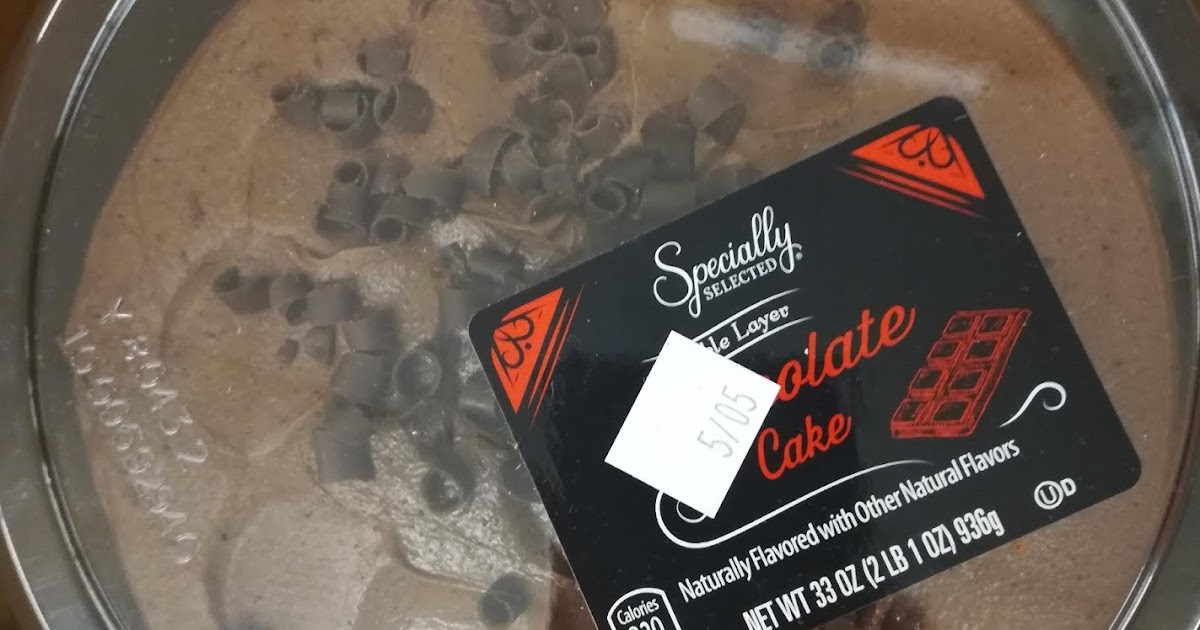 Specially
SELECTED®
le Layer
olate
Cake
5/05
Naturally Flavored with Other Natural Flavors
NET WT 33 OZ (2 LB 1 OZ) 936g
UD
Calories